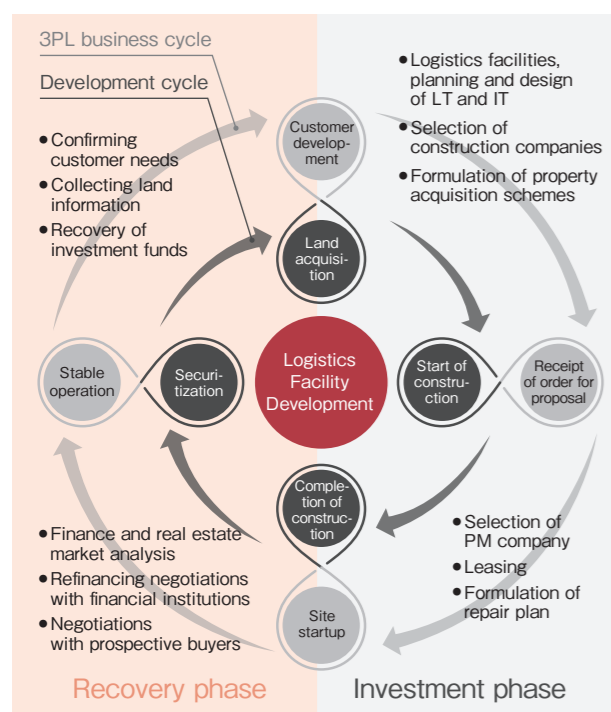 3PL business cycle
Development cycle
● Confirming
customer needs
● Collecting land
information
● Recovery of
investment funds
● Logistics facilities,
planning and design
of LT and IT
● Selection of
construction companies
● Formulation of property
acquisition schemes
Customer
develop-
ment
Land
acquisi-
tion
Stable
operation
Securi-
tization
Logistics
Facility
Development
Start of
constru-
ction
Receipt
of order for
proposal
Comple-
tion of
construc-
tion
Site
startup
● Finance and real estate
market analysis
● Refinancing negotiations
with financial institutions
● Negotiations
with prospective buyers
● Selection of
PM company
● Leasing
● Formulation of
repair plan
Recovery phase
Investment phase